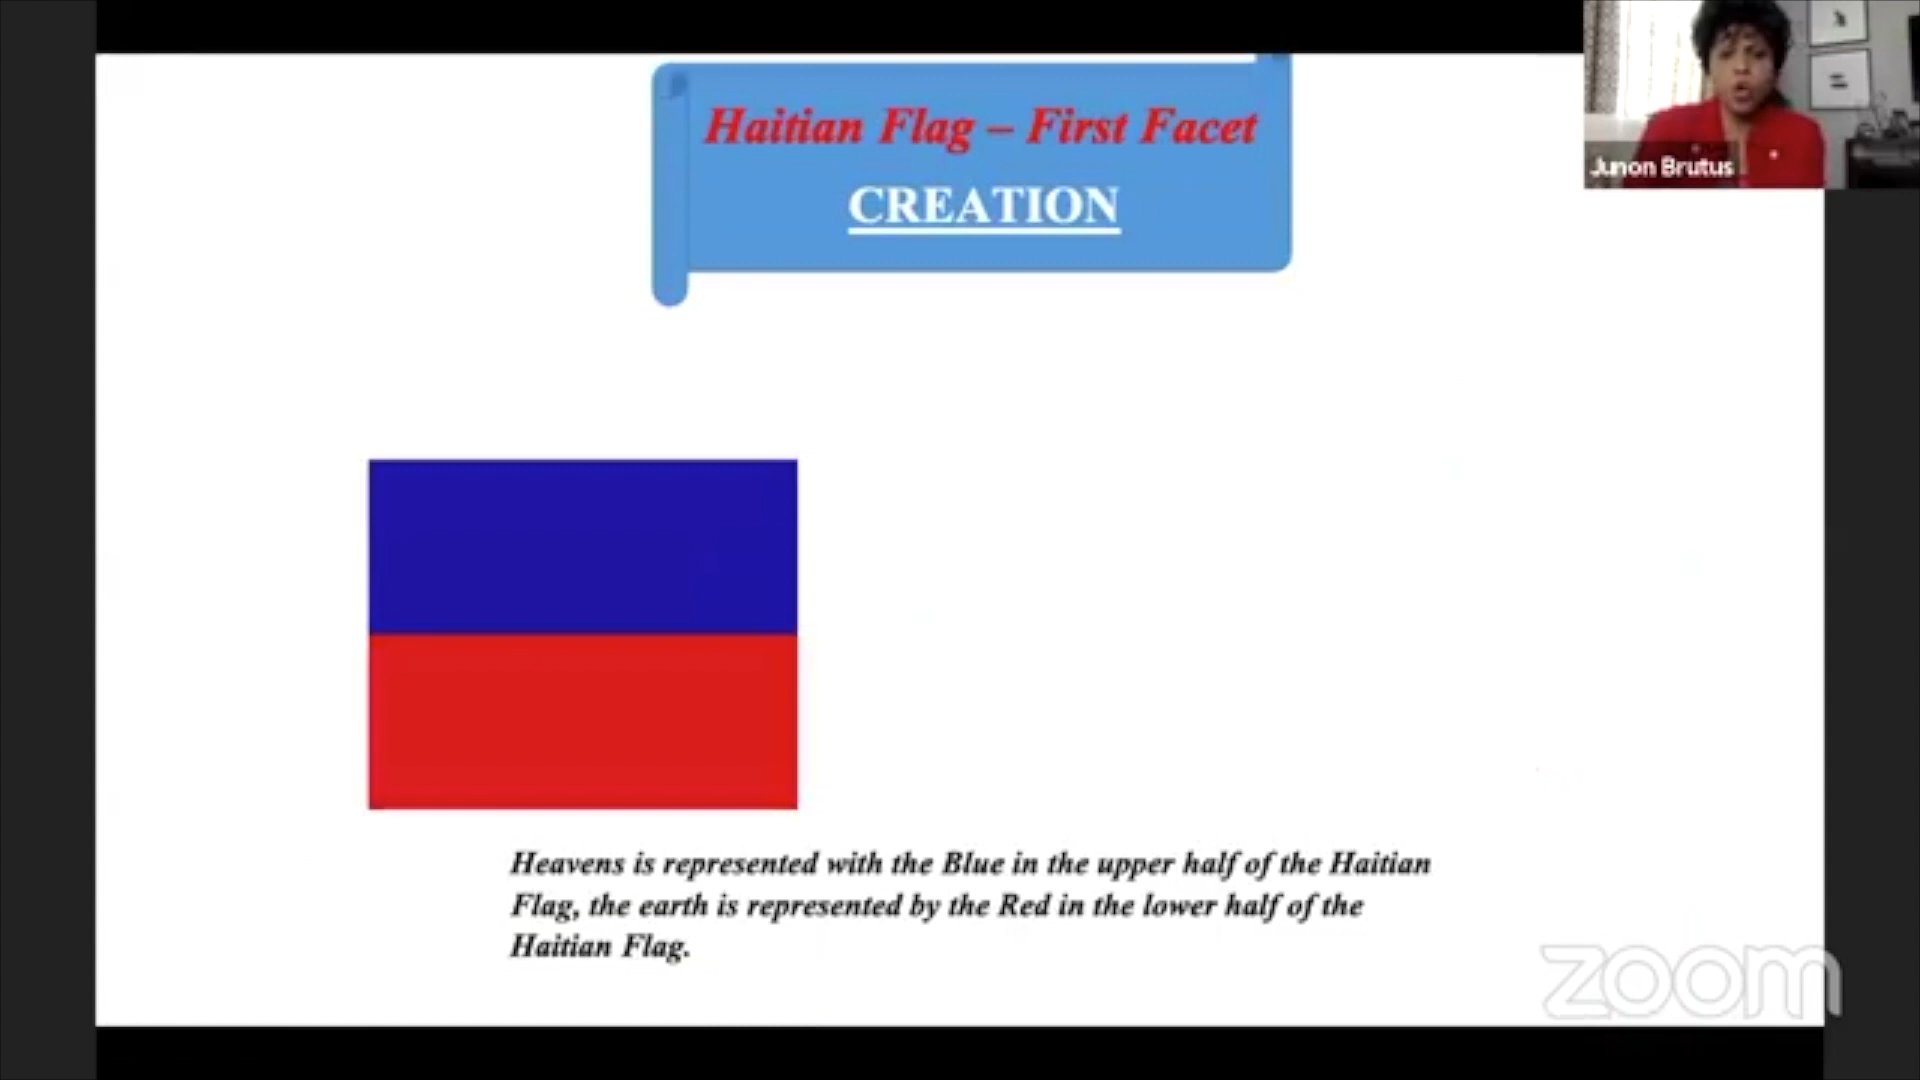 Haitian Flag – First Facet
CREATION
Junon Brutus
Heavens is represented with the Blue in the upper half of the Haitian
Flag, the earth is represented by the Red in the lower half of the
Haitian Flag.
zoom